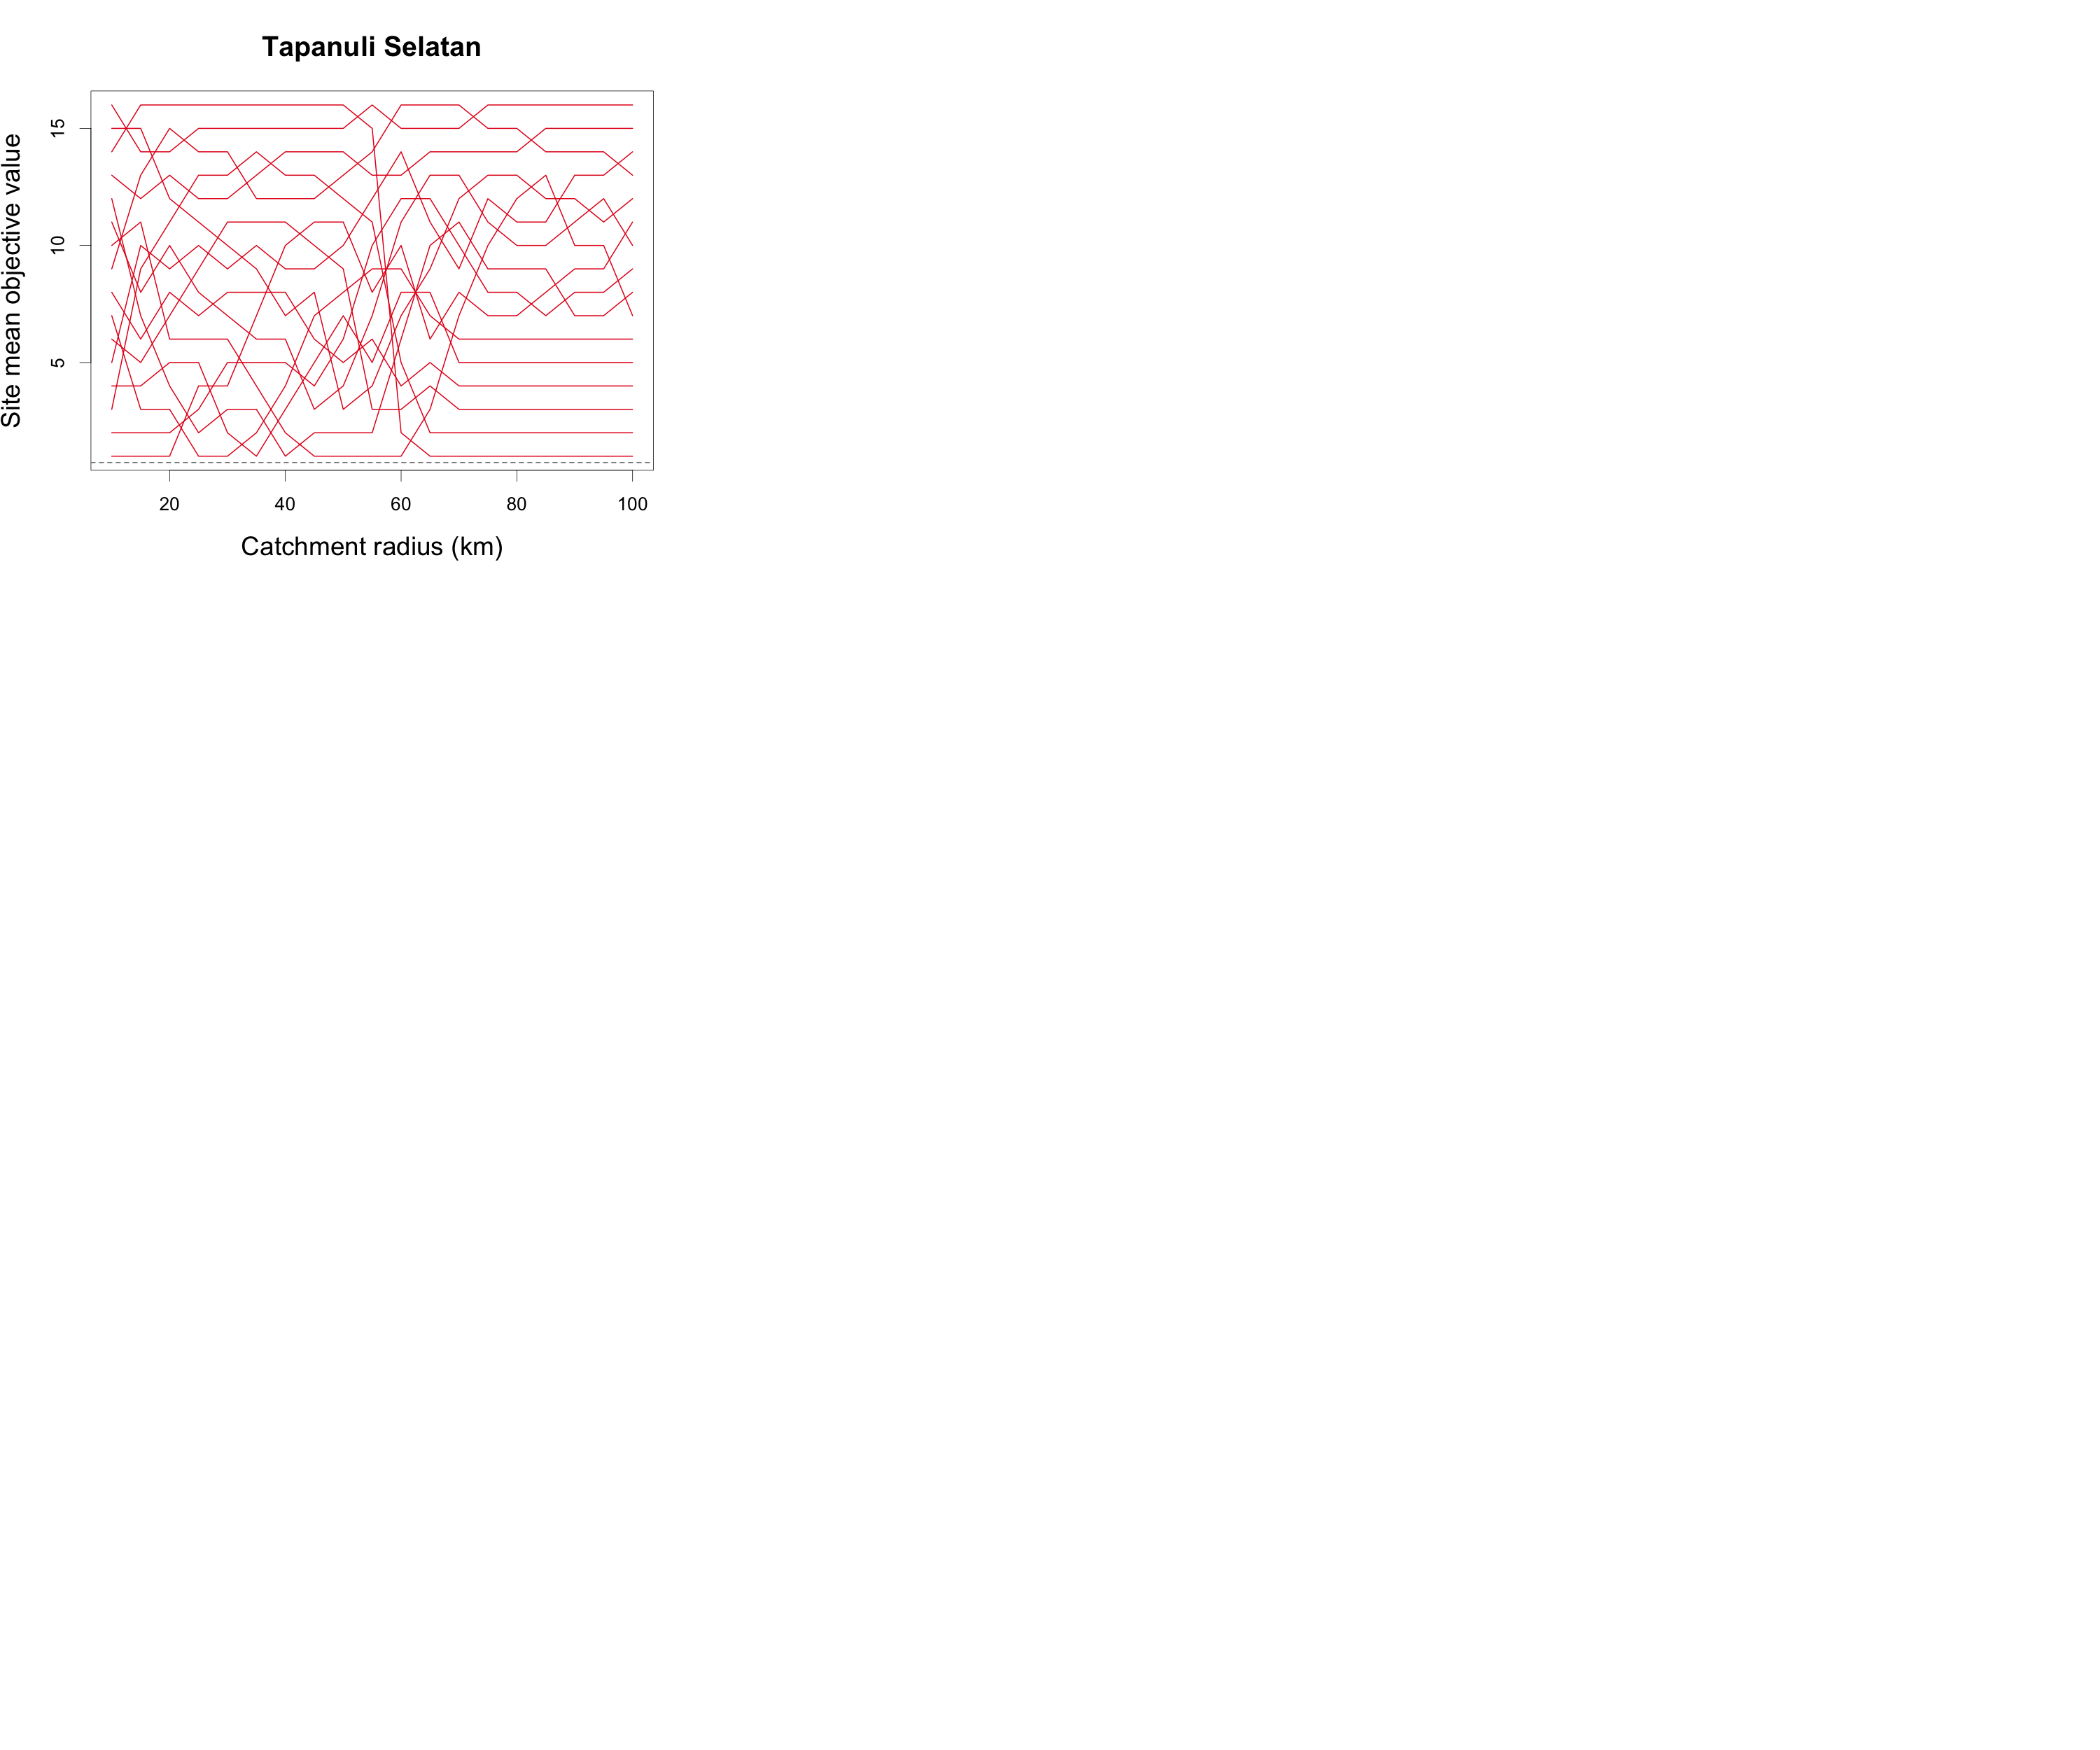 Tapanuli Selatan
Site mean objective value
15
10
5
20 40 60 80 100
Catchment radius (km)